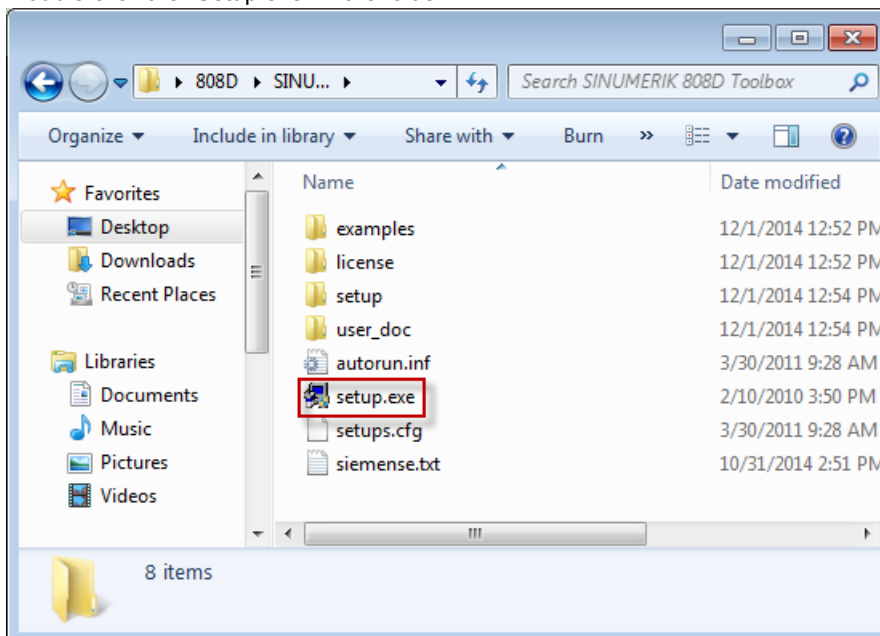 808D SINU...
Search SINUMERIK 808D Toolbox
Organize Include in library Share with Burn »
Name Date modified
Favorites
Desktop
Downloads
Recent Places
Libraries
Documents
Music
Pictures
Videos
examples 12/1/2014 12:52 PM
license 12/1/2014 12:52 PM
setup 12/1/2014 12:54 PM
user_doc 12/1/2014 12:54 PM
autorun.inf 3/30/2011 9:28 AM
setup.exe 2/10/2010 3:50 PM
setups.cfg 3/30/2011 9:28 AM
siemense.txt 10/31/2014 2:51 PM
8 items